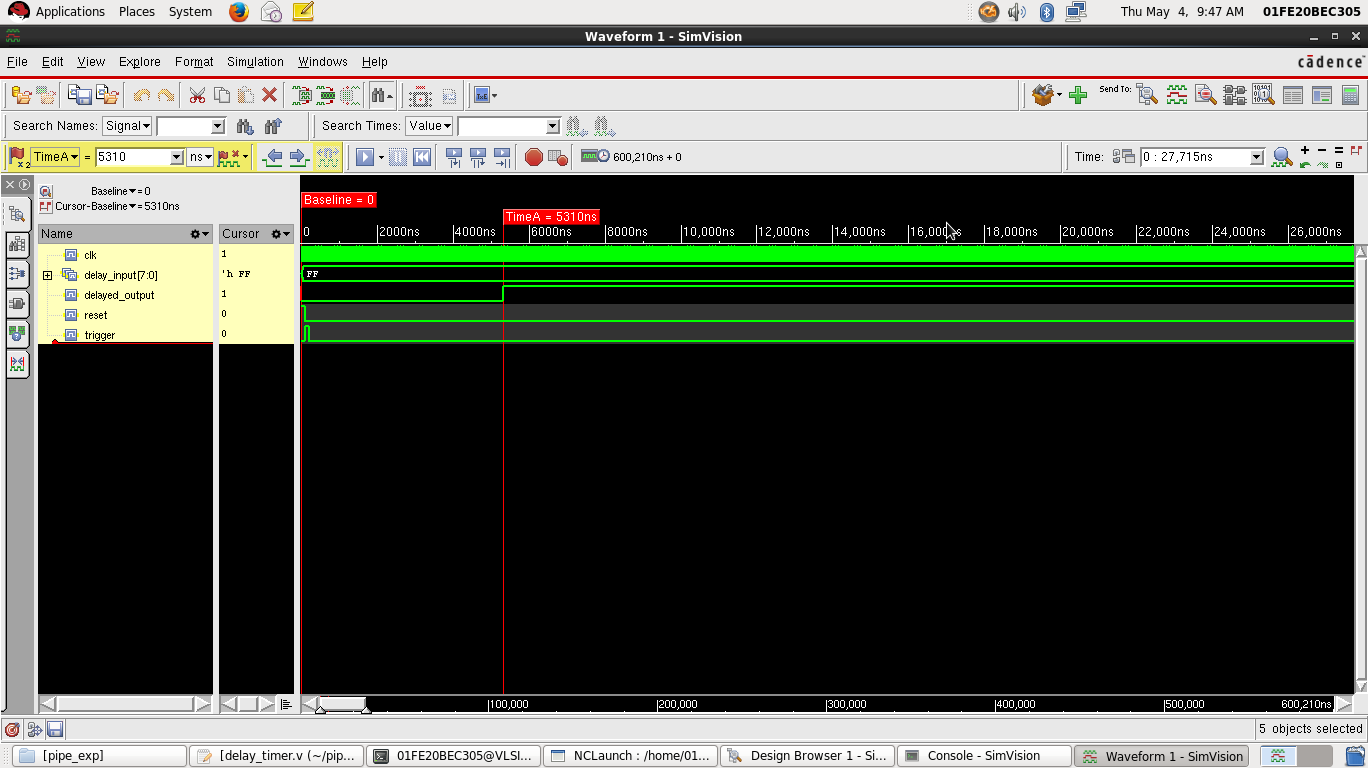 Applications Places System Thu May 4, 9:47 AM 01FE20BEC305
Waveform 1 - SimVision
File Edit View Explore Format Simulation Windows Help cādence
Send To:
Search Names: Signal Search Times: Value
x2 TimeA = 5310 ns 600,210ns + 0 Time: 0 : 27,715ns
Baseline = 0
Cursor-Baseline = 5310ns
Baseline = 0
TimeA = 5310ns
Name Cursor 0 2000ns 4000ns 6000ns 8000ns 10,000ns 12,000ns 14,000ns 16,000ns 18,000ns 20,000ns 22,000ns 24,000ns 26,000ns
clk 1
delay_input[7:0] 'h FF FF
delayed_output 1
reset 0
trigger 0
100,000 200,000 300,000 400,000 500,000 600,210ns
5 objects selected
[pipe_exp] [delay_timer.v (~/pip... 01FE20BEC305@VLSI... NCLaunch : /home/01... Design Browser 1 - Si... Console - SimVision Waveform 1 - SimVision